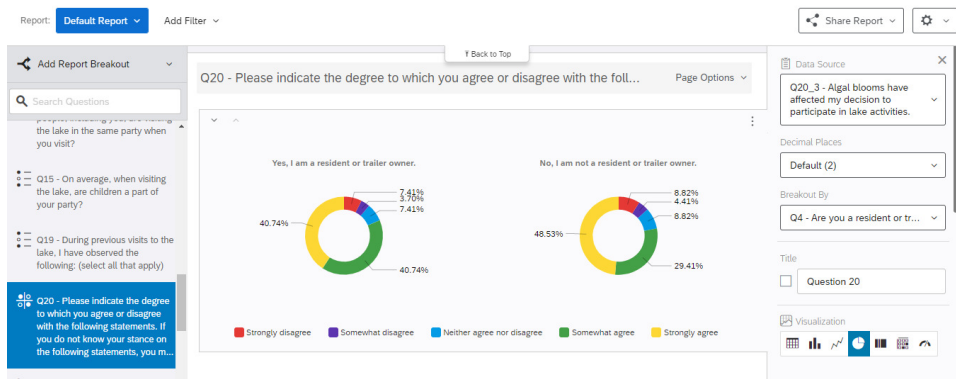 Report:
Default Report
Add Filter
Share Report
Add Report Breakout
Search Questions
the lake in the same party when
you visit?
Q15 - On average, when visiting
the lake, are children a part of
your party?
Q19 - During previous visits to the
lake, I have observed the
following: (select all that apply)
Q20 - Please indicate the degree
to which you agree or disagree
with the following statements. If
you do not know your stance on
the following statements, you m...
Back to Top
Q20 - Please indicate the degree to which you agree or disagree with the foll...
Page Options
Yes, I am a resident or trailer owner.
7.41%
3.70%
7.41%
40.74%
40.74%
No, I am not a resident or trailer owner.
8.82%
4.41%
8.82%
48.53%
29.41%
Strongly disagree
Somewhat disagree
Neither agree nor disagree
Somewhat agree
Strongly agree
Data Source
Q20_3 - Algal blooms have
affected my decision to
participate in lake activities.
Decimal Places
Default (2)
Breakout By
Q4 - Are you a resident or tr...
Title
Question 20
Visualization